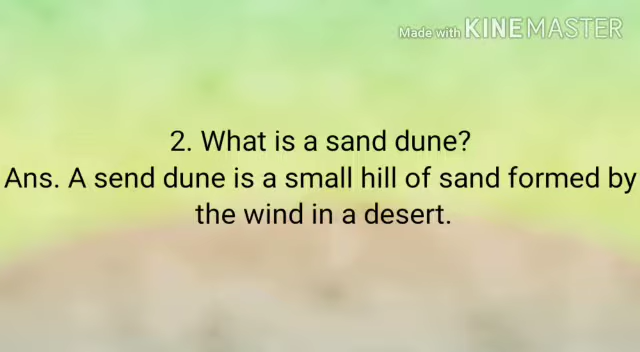 Made with KINEMASTER
2. What is a sand dune?
Ans. A send dune is a small hill of sand formed by
the wind in a desert.